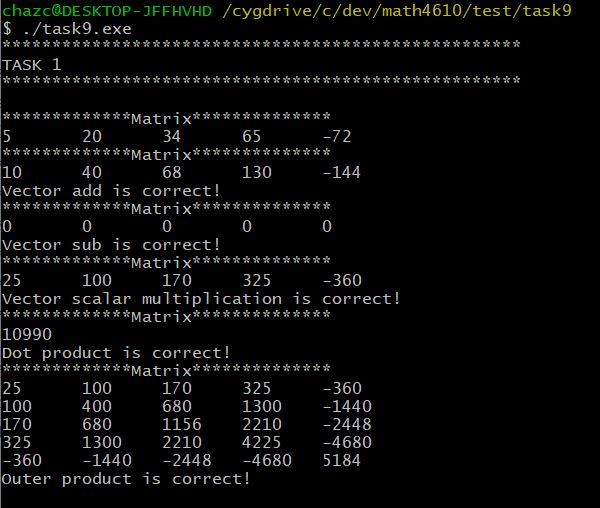 chazc@DESKTOP-JFFHVHD /cygdrive/c/dev/math4610/test/task9
$ ./task9.exe
****************************************************
TASK 1
****************************************************
*************Matrix**************
5 20 34 65 -72
*************Matrix**************
10 40 68 130 -144
Vector add is correct!
*************Matrix**************
0 0 0 0 0
Vector sub is correct!
*************Matrix**************
25 100 170 325 -360
Vector scalar multiplication is correct!
*************Matrix**************
10990
Dot product is correct!
*************Matrix**************
25 100 170 325 -360
100 400 680 1300 -1440
170 680 1156 2210 -2448
325 1300 2210 4225 -4680
-360 -1440 -2448 -4680 5184
Outer product is correct!